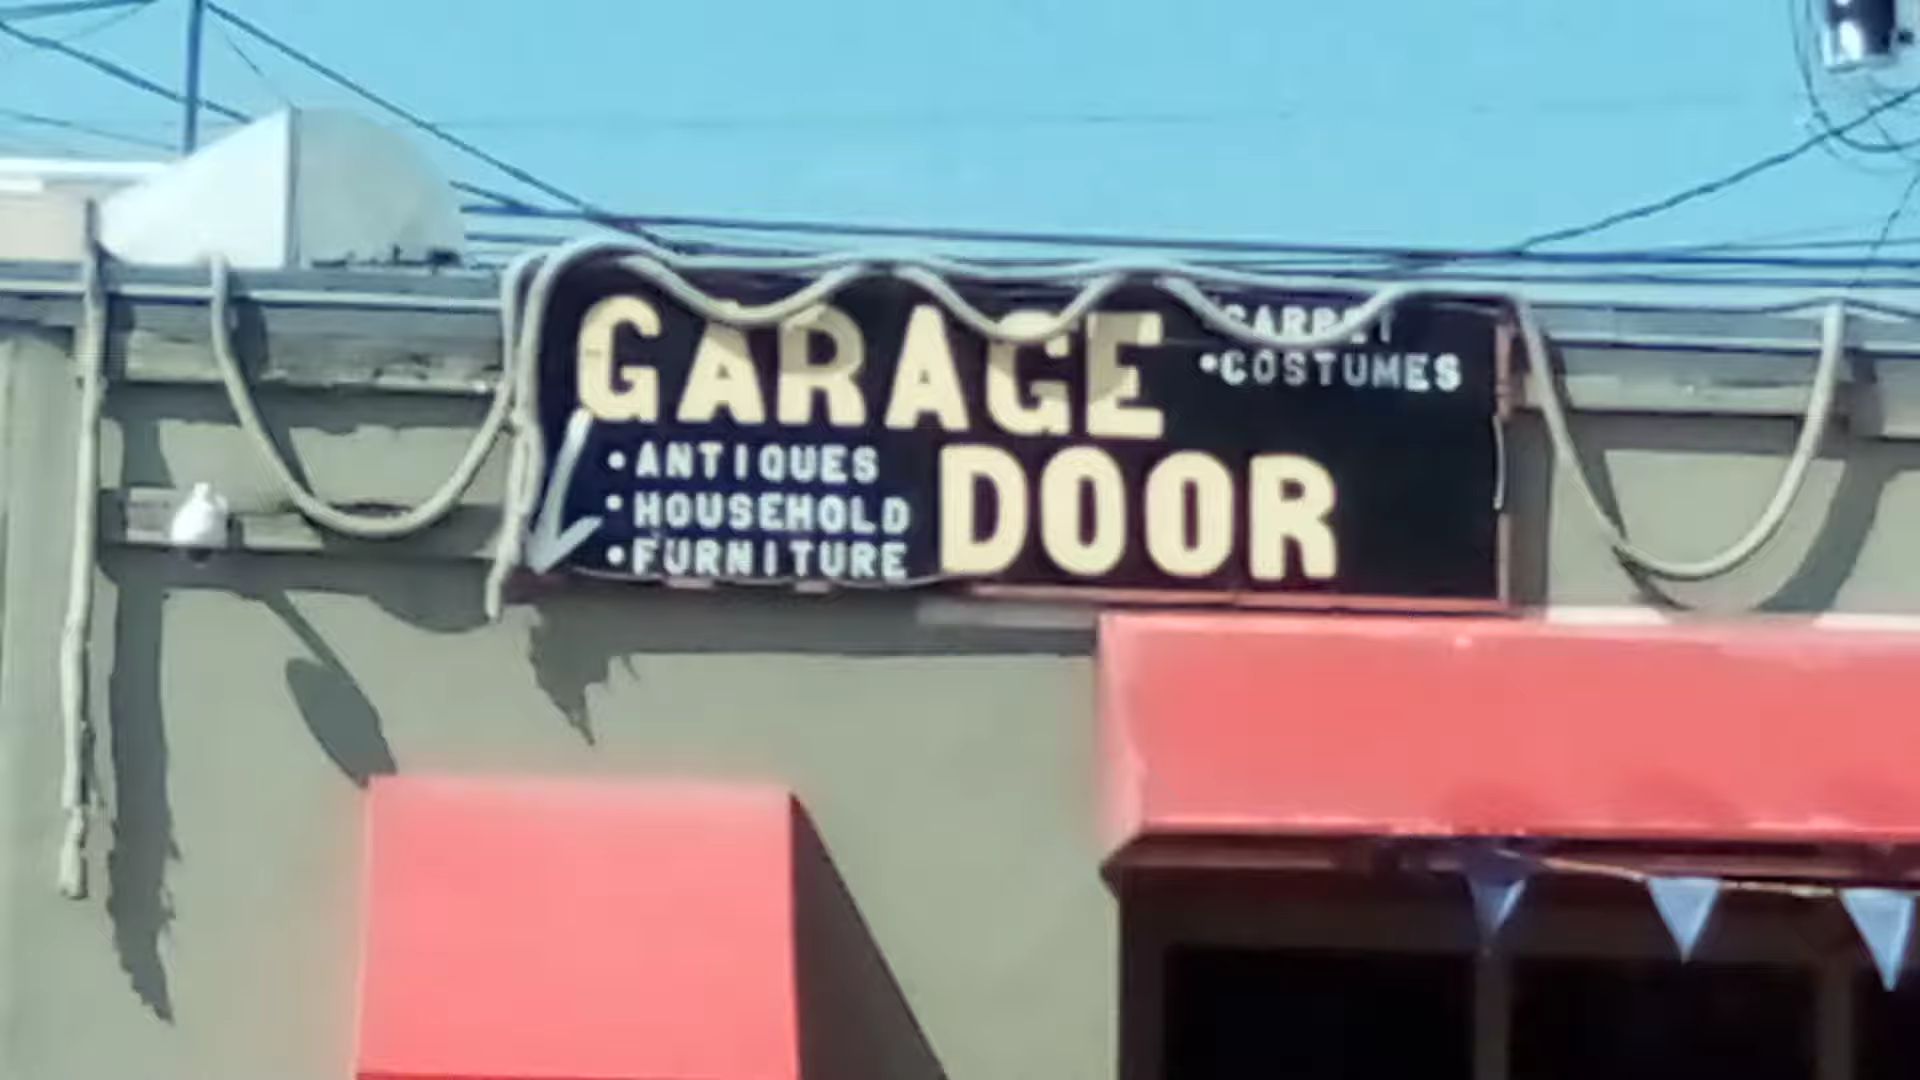 GARAGE
DOOR
•ANTIQUES
•HOUSEHOLD
•FURNITURE
•COSTUMES